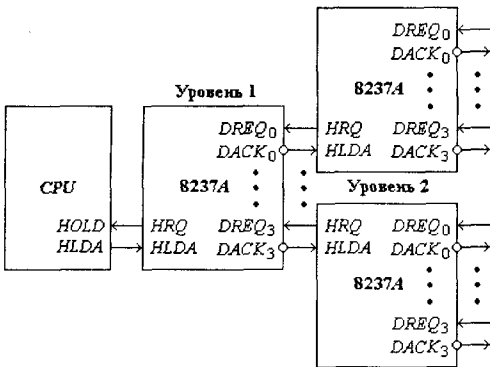 DREQ0
DACK0
8237A
HRQ DREQ3
HLDA DACK3
Уровень 1
DREQ0
DACK0
CPU
8237A
HOLD
HLDA
HRQ DREQ3
HLDA DACK3
Уровень 2
HRQ DREQ0
HLDA DACK0
8237A
DREQ3
DACK3